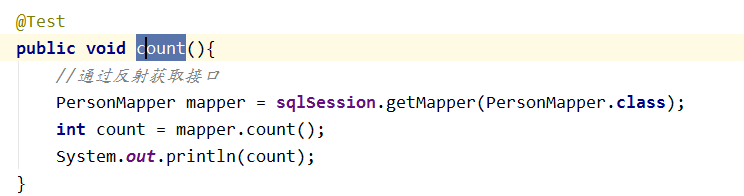 @Test
public void count(){
//通过反射获取接口
PersonMapper mapper = sqlSession.getMapper(PersonMapper.class);
int count = mapper.count();
System.out.println(count);
}